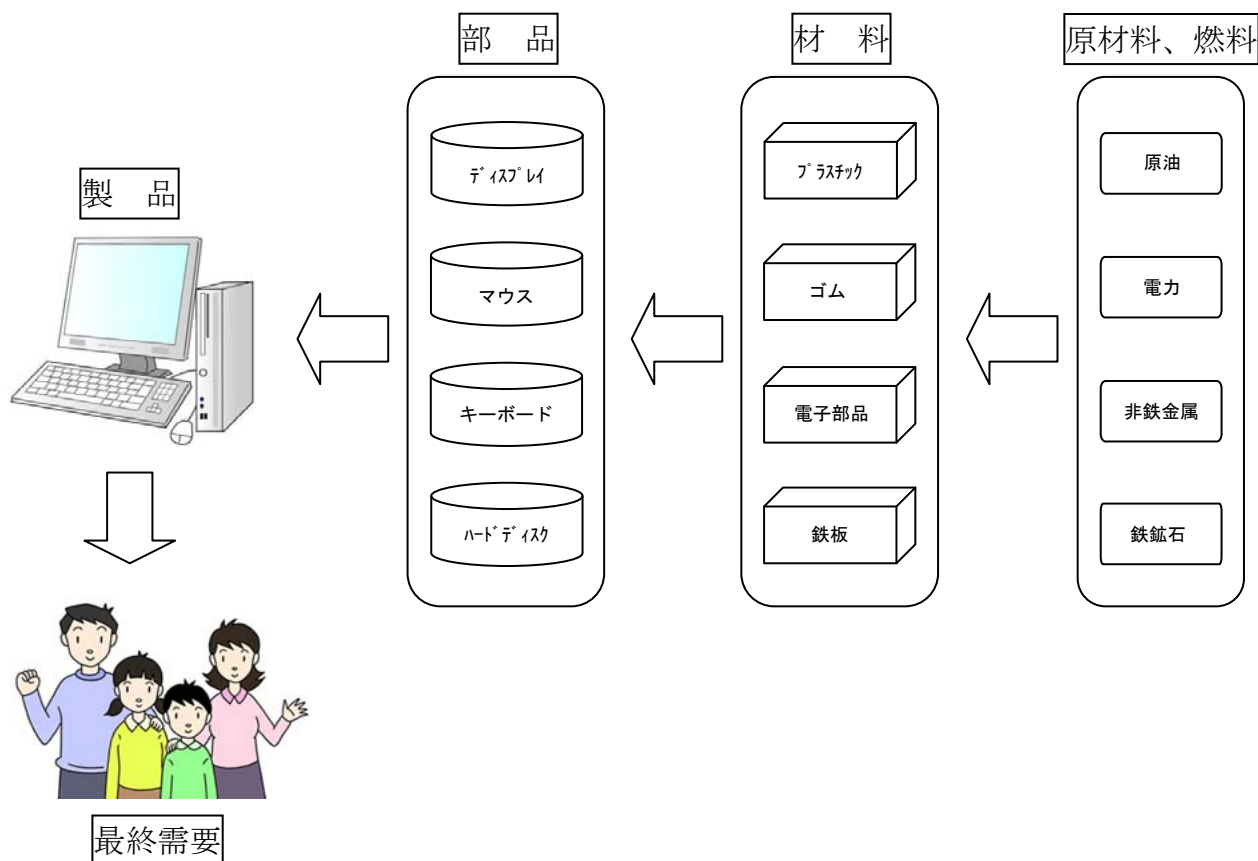 部　品
ディスプレイ
マウス
キーボード
ハードディスク
材　料
プラスチック
ゴム
電子部品
鉄板
原材料、燃料
原油
電力
非鉄金属
鉄鉱石
製　品
最終需要